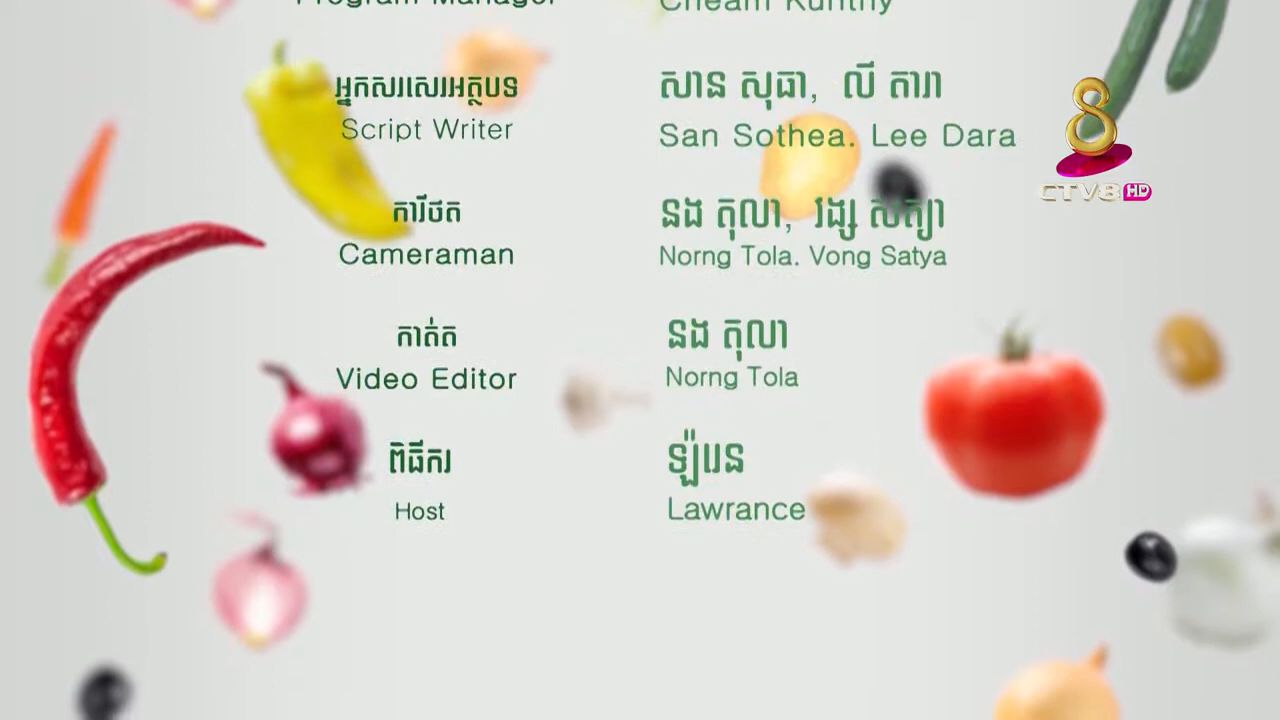 Program Manager Cheam Kunthy
អ្នកសរសេរអត្ថបទ សាន សុធា, លី តារា
Script Writer San Sothea. Lee Dara
8
CTV8 HD
ការីថត នង តុលា, វង្ស សត្យា
Cameraman Norng Tola. Vong Satya
កាត់ត នង តុលា
Video Editor Norng Tola
ពិធីករ ឡ៉រេន
Host Lawrance